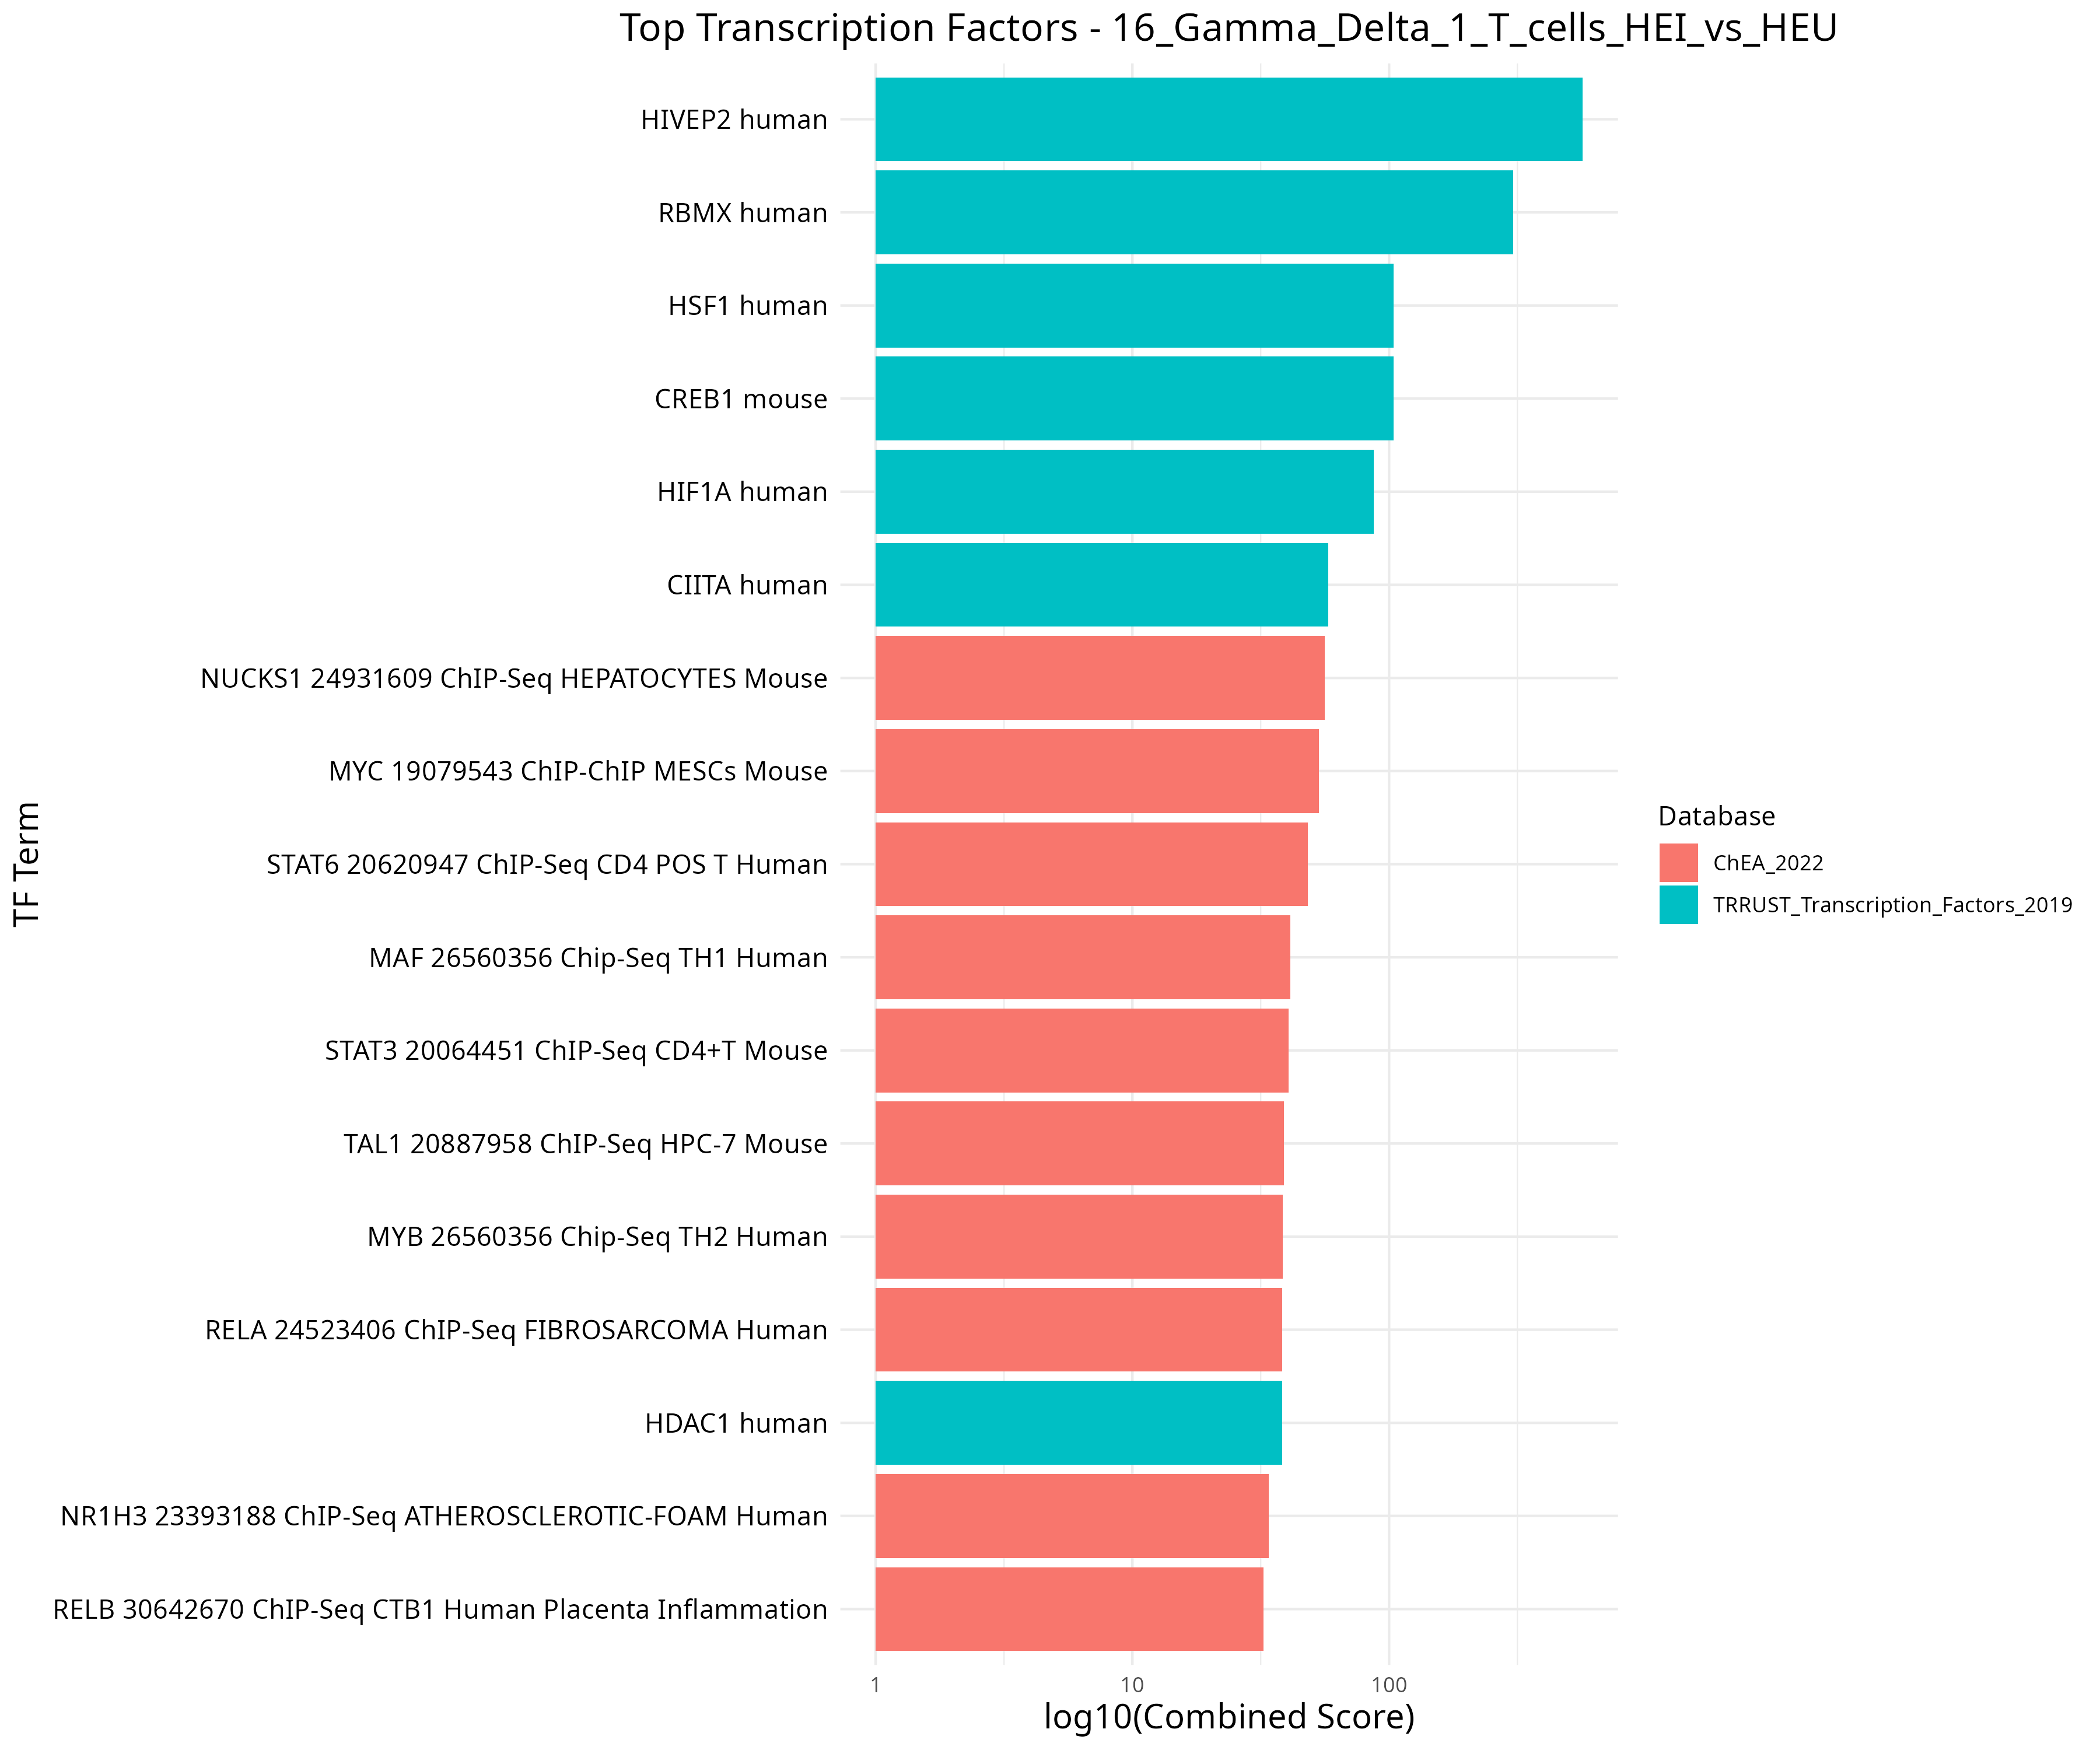 Top Transcription Factors - 16_Gamma_Delta_1_T_cells_HEI_vs_HEU
TF Term
HIVEP2 human
RBMX human
HSF1 human
CREB1 mouse
HIF1A human
CIITA human
NUCKS1 24931609 ChIP-Seq HEPATOCYTES Mouse
MYC 19079543 ChIP-ChIP MESCs Mouse
STAT6 20620947 ChIP-Seq CD4 POS T Human
MAF 26560356 Chip-Seq TH1 Human
STAT3 20064451 ChIP-Seq CD4+T Mouse
TAL1 20887958 ChIP-Seq HPC-7 Mouse
MYB 26560356 Chip-Seq TH2 Human
RELA 24523406 ChIP-Seq FIBROSARCOMA Human
HDAC1 human
NR1H3 23393188 ChIP-Seq ATHEROSCLEROTIC-FOAM Human
RELB 30642670 ChIP-Seq CTB1 Human Placenta Inflammation
1 10 100
log10(Combined Score)
Database
ChEA_2022
TRRUST_Transcription_Factors_2019